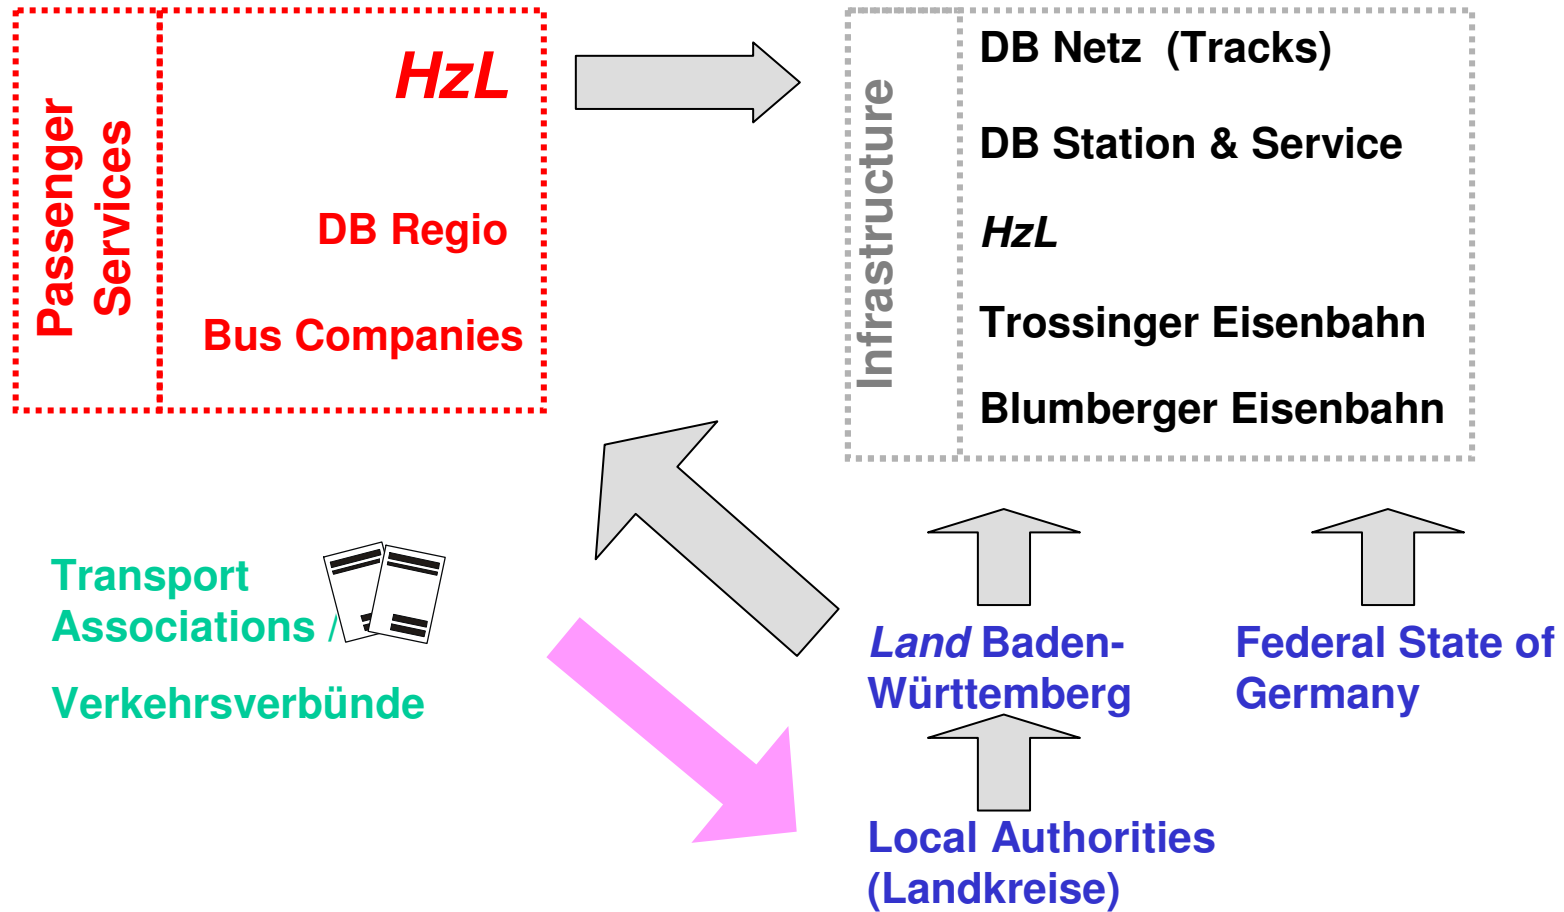 Passenger
Services
HzL
DB Regio
Bus Companies
Infrastructure
DB Netz (Tracks)
DB Station & Service
HzL
Trossinger Eisenbahn
Blumberger Eisenbahn
Transport
Associations /
Verkehrsverbünde
Land Baden-
Württemberg
Federal State of
Germany
Local Authorities
(Landkreise)